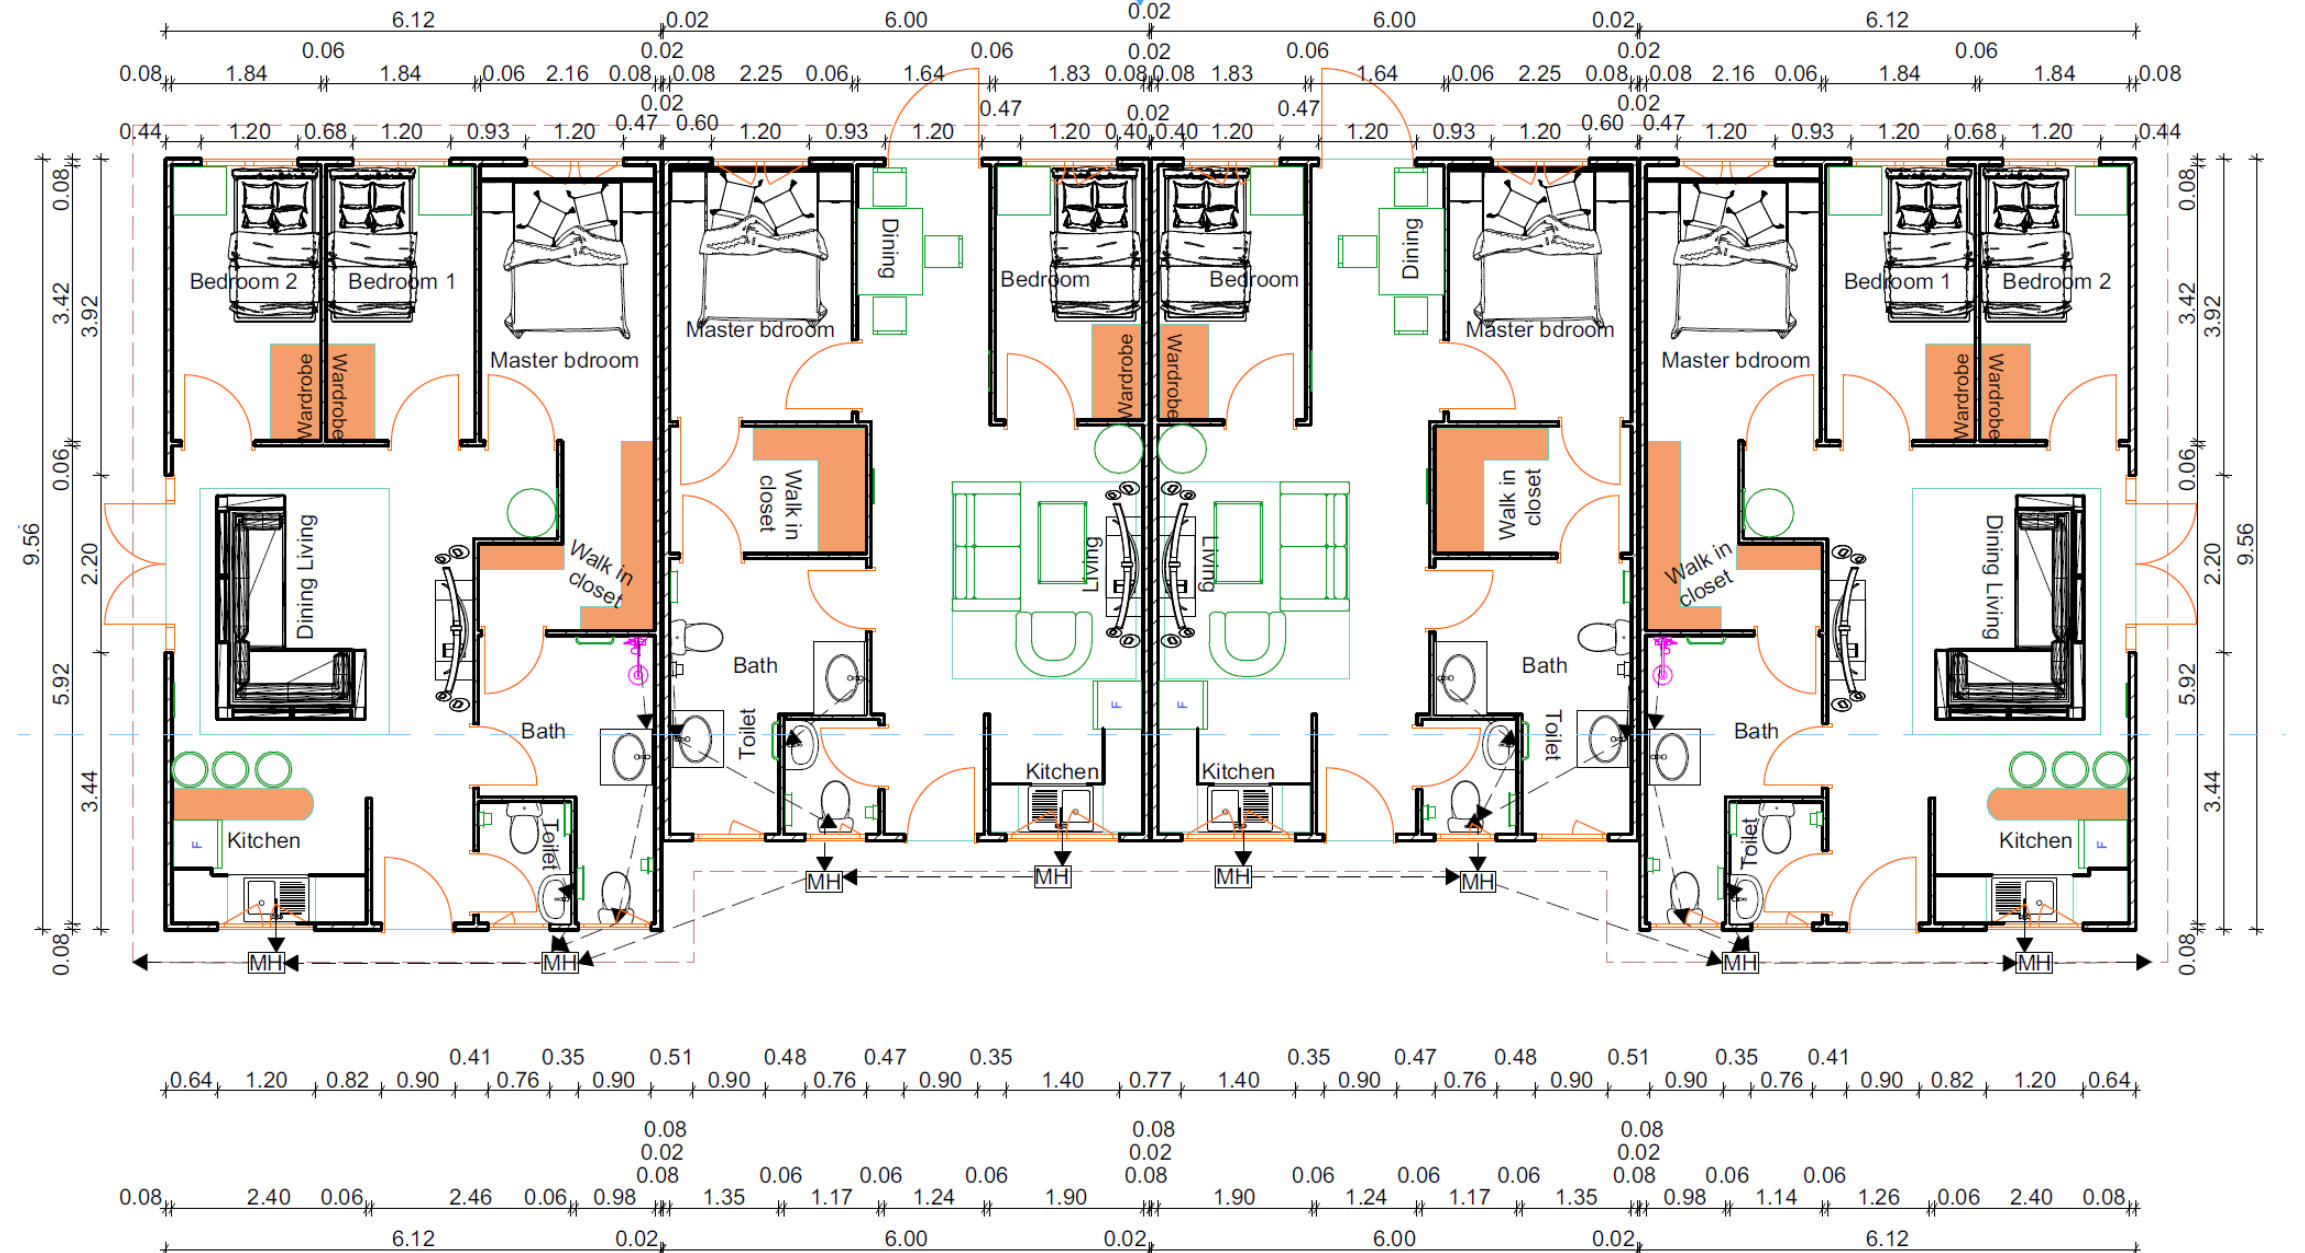 6.12 0.02 6.00 0.02 6.00 0.02 6.12
0.06 0.02 0.06 0.02 0.06 0.02 0.06
0.08 1.84 1.84 0.06 2.16 0.08 0.08 2.25 0.06 1.64 1.83 0.08 0.08 1.83 1.64 0.06 2.25 0.08 0.08 2.16 0.06 1.84 1.84 0.08
0.02 0.47 0.02 0.47 0.02
0.44 1.20 0.68 1.20 0.93 1.20 0.47 0.60 1.20 0.93 1.20 1.20 0.40 0.40 1.20 1.20 0.93 1.20 0.60 0.47 1.20 0.93 1.20 0.68 1.20 0.44
0.08 0.08
Dining Dining
Bedroom 2 Bedroom 1 Bedroom Bedroom Bedroom 1 Bedroom 2
3.42 3.92 3.42 3.92
Master bdroom Master bdroom
Master bdroom Master bdroom
Wardrobe Wardrobe Wardrobe Wardrobe Wardrobe Wardrobe
0.06 0.06
Walk in
closet
Walk in
closet
9.56 2.20 2.20 9.56
Dining Living Living Living Dining Living
Walk in
closet
Walk in
closet
Bath Bath
5.92 5.92
F F
Bath Toilet Toilet Bath
Kitchen Kitchen
3.44 3.44
Kitchen Toilet Toilet Kitchen
F F
MH MH MH MH
0.08 MH MH MH MH 0.08
0.41 0.35 0.51 0.48 0.47 0.35 0.35 0.47 0.48 0.51 0.35 0.41
0.64 1.20 0.82 0.90 0.76 0.90 0.90 0.76 0.90 1.40 0.77 1.40 0.90 0.76 0.90 0.90 0.76 0.90 0.82 1.20 0.64
0.08 0.08 0.08
0.02 0.02 0.02
0.08 0.06 0.06 0.06 0.08 0.06 0.06 0.06 0.08 0.06 0.06
0.08 2.40 0.06 2.46 0.06 0.98 1.35 1.17 1.24 1.90 1.90 1.24 1.17 1.35 0.98 1.14 1.26 0.06 2.40 0.08
6.12 0.02 6.00 0.02 6.00 0.02 6.12